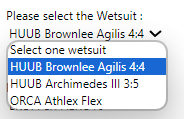 Please select the Wetsuit :
HUUB Brownlee Agilis 4:4
Select one wetsuit
HUUB Brownlee Agilis 4:4
HUUB Archimedes III 3:5
ORCA Athlex Flex